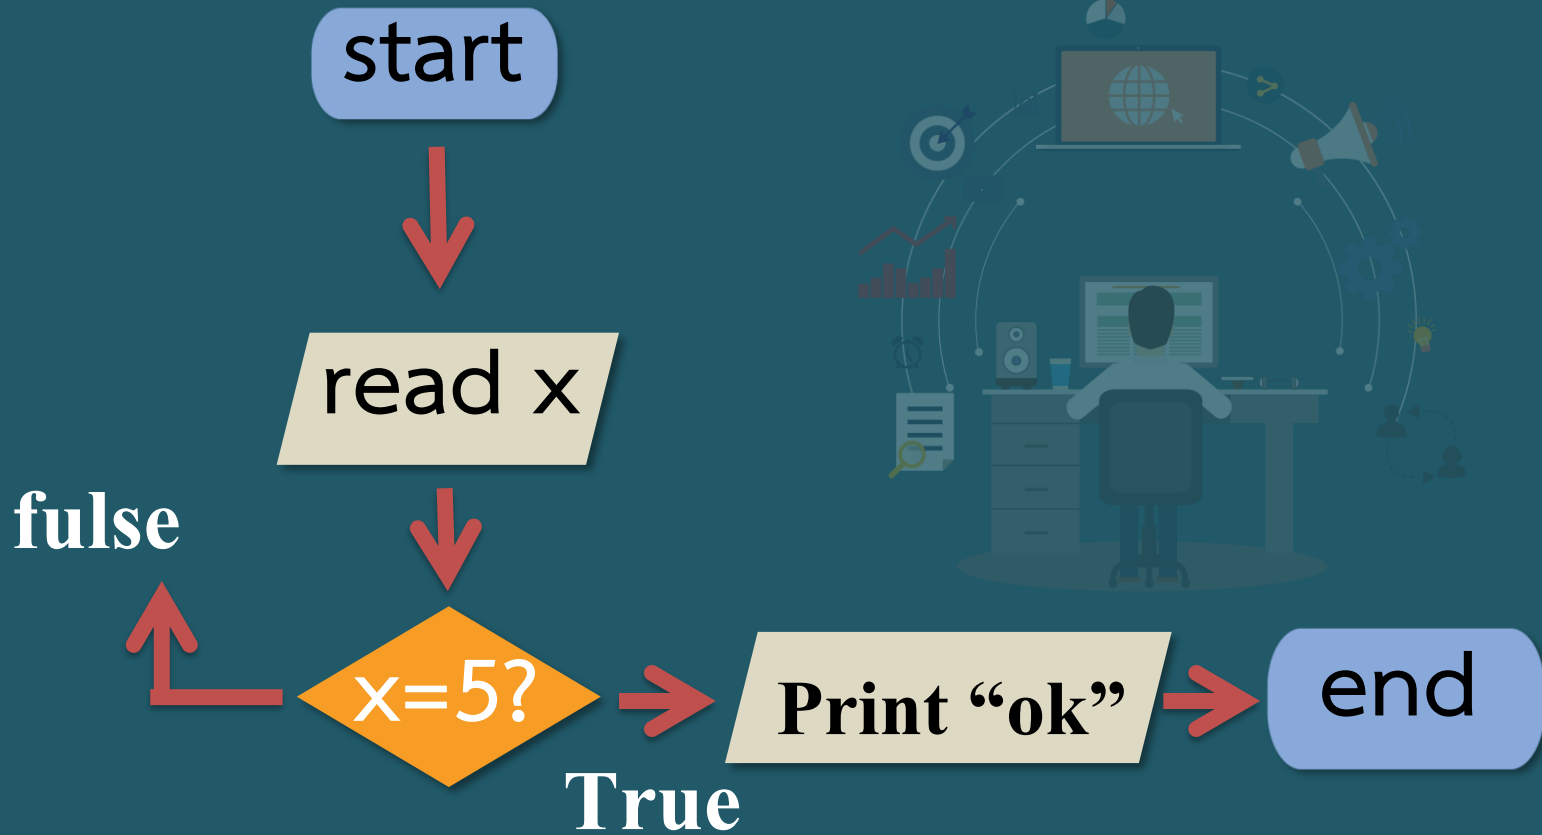 start
read x
fulse
x=5?
Print “ok”
end
True